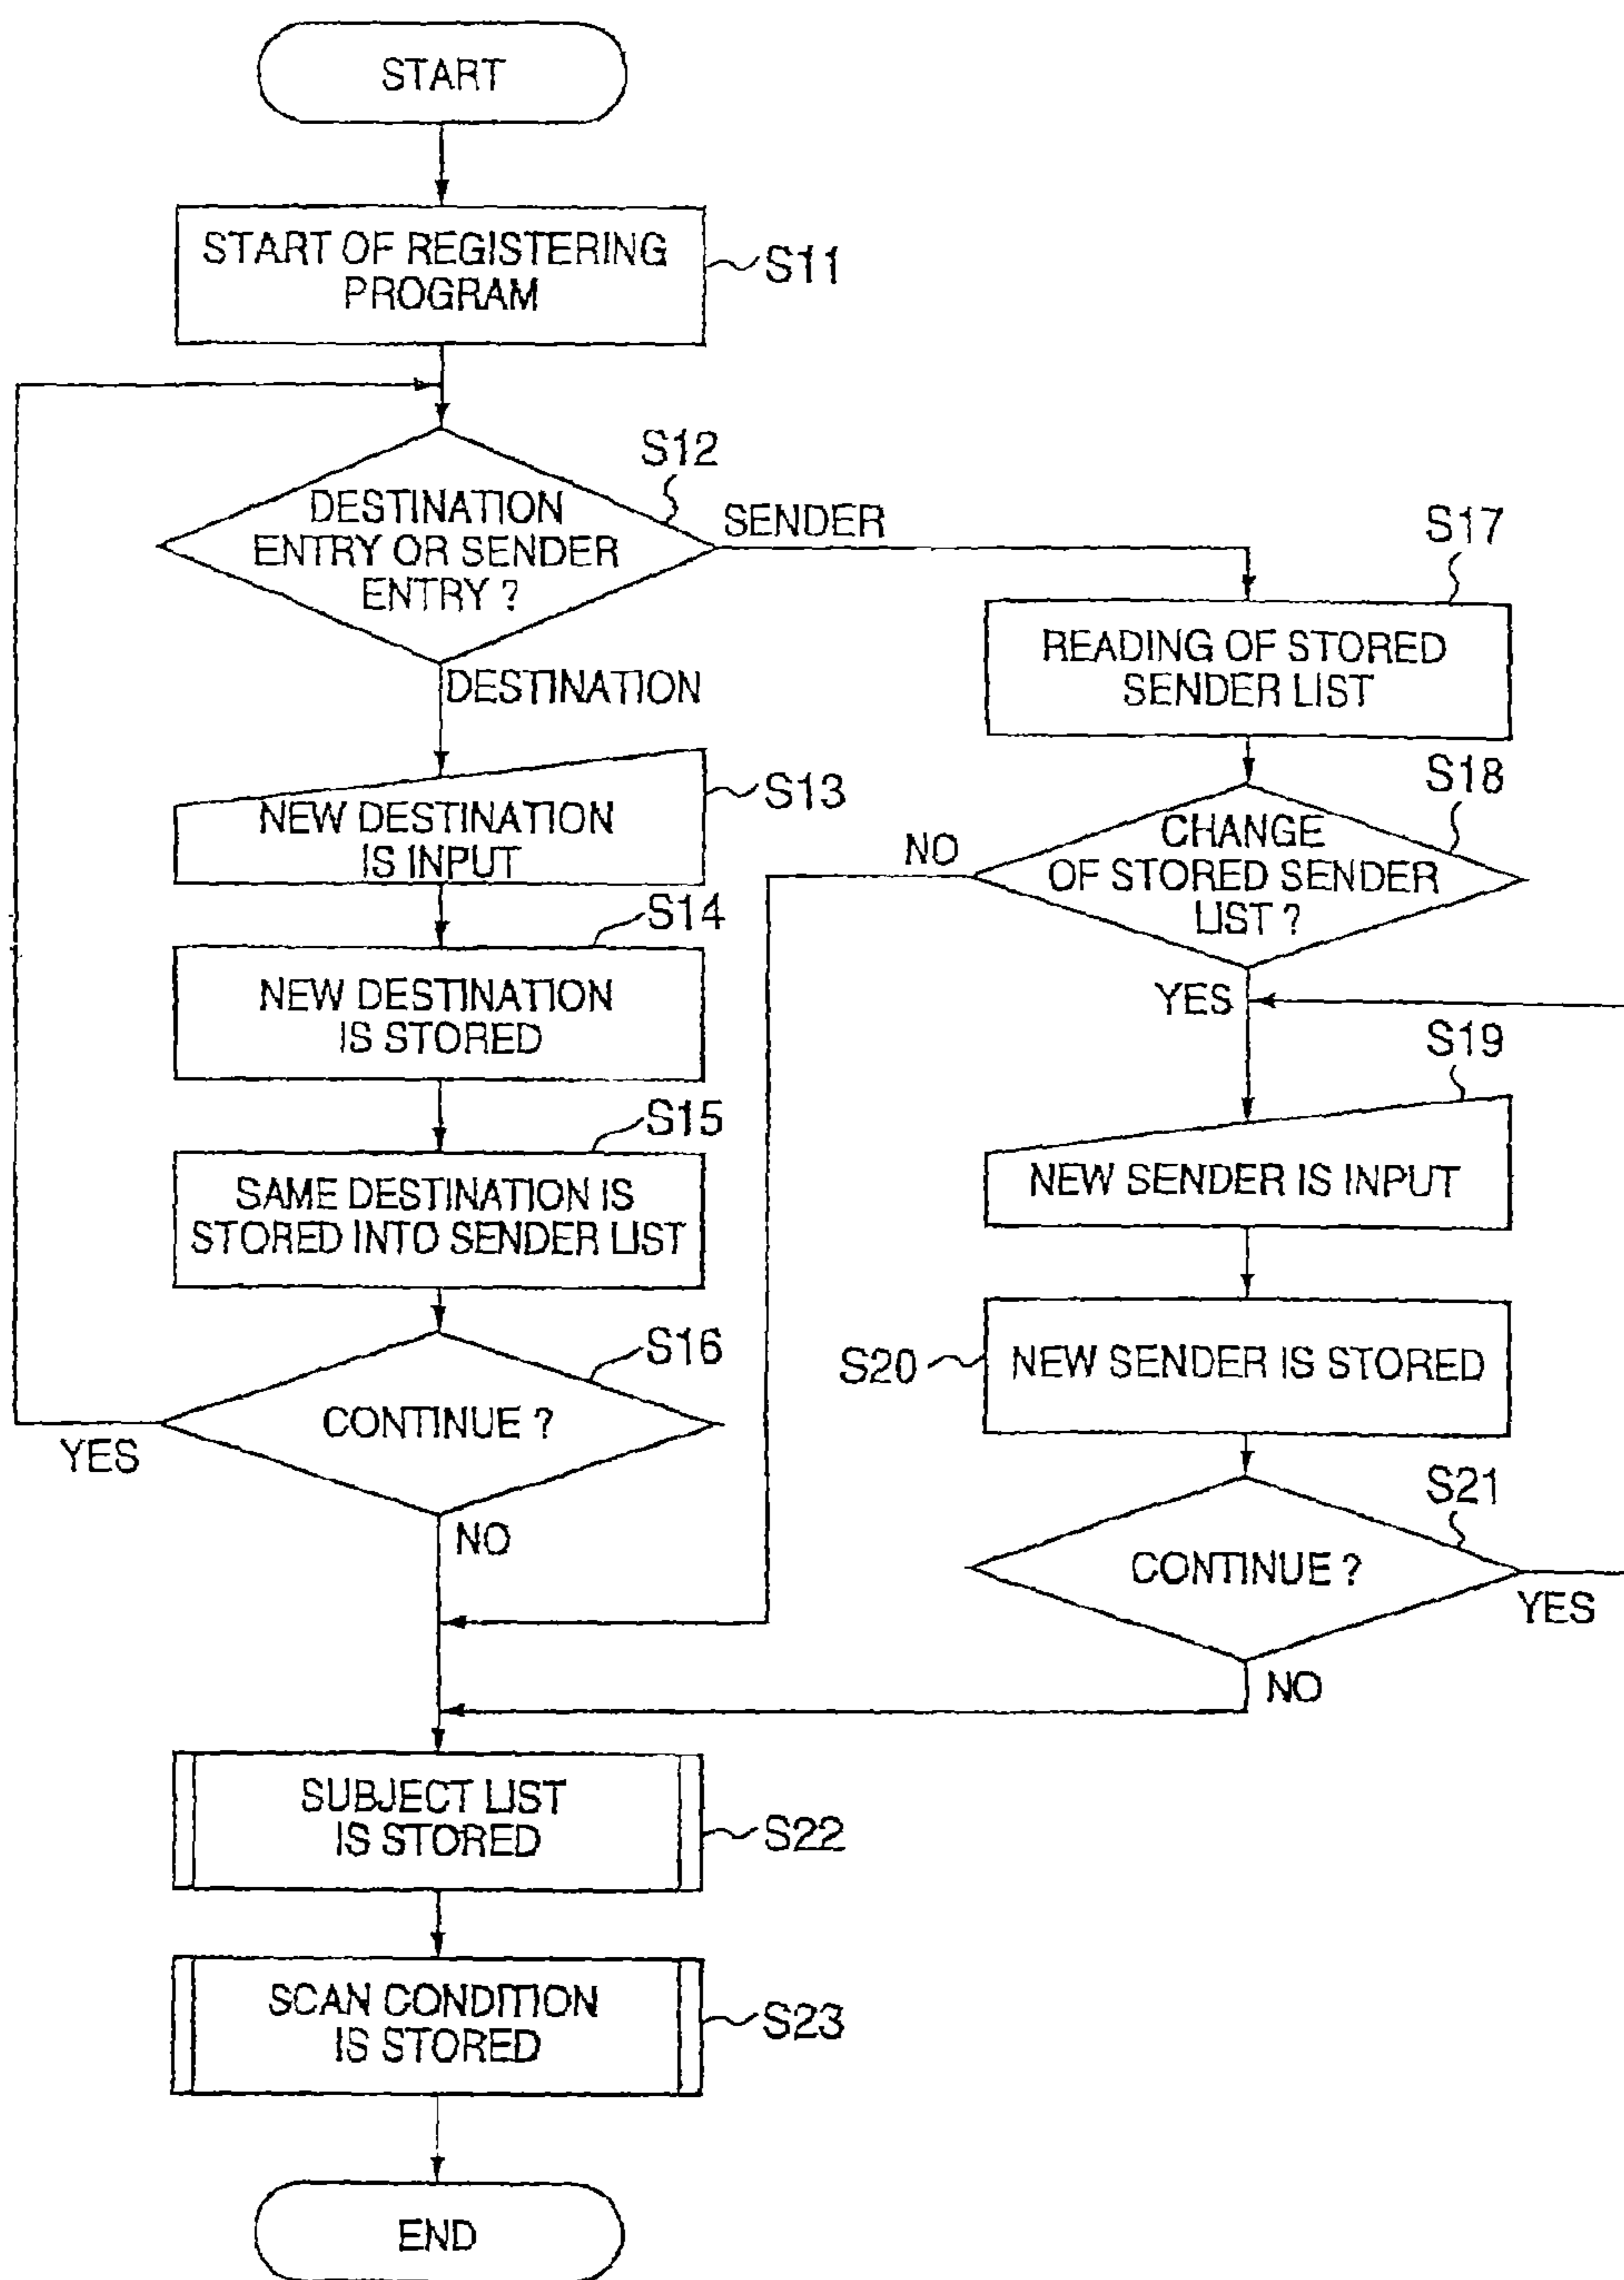 START
START OF REGISTERING
PROGRAM
S11
S12
DESTINATION
ENTRY OR SENDER
ENTRY ?
SENDER
DESTINATION
NEW DESTINATION
IS INPUT
S13
S14
NEW DESTINATION
IS STORED
S15
SAME DESTINATION IS
STORED INTO SENDER LIST
S16
CONTINUE ?
YES
NO
S17
READING OF STORED
SENDER LIST
S18
CHANGE
OF STORED SENDER
LIST ?
NO
YES
S19
NEW SENDER IS INPUT
S20
NEW SENDER IS STORED
S21
CONTINUE ?
YES
NO
SUBJECT LIST
IS STORED
S22
SCAN CONDITION
IS STORED
S23
END